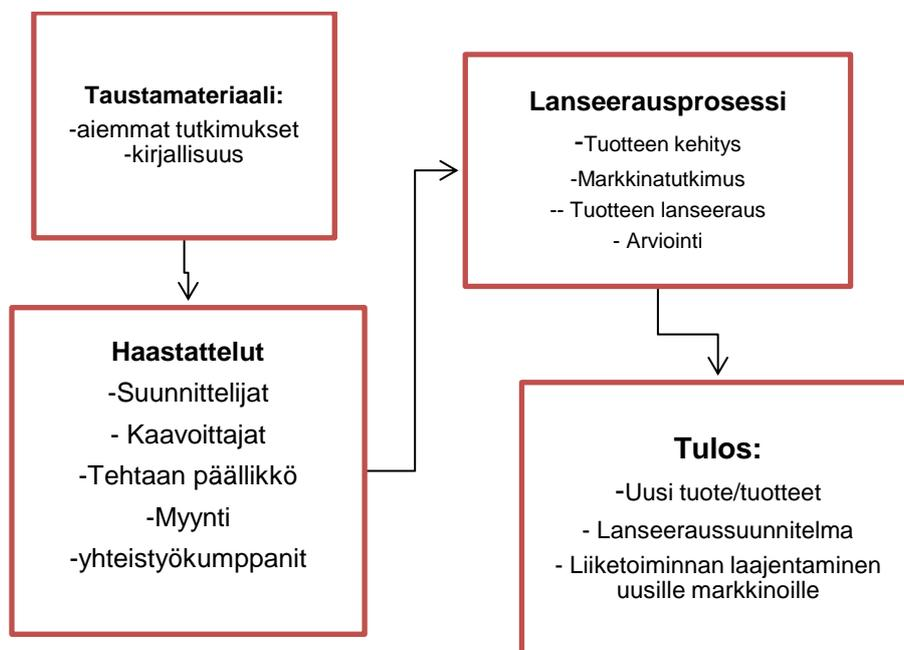 Taustamateriaali:
-aiemmat tutkimukset
-kirjallisuus
Haastattelut
-Suunnittelijat
- Kaavoittajat
-Tehtaan päällikkö
-Myynti
-yhteistyökumppanit
Lanseerausprosessi
-Tuotteen kehitys
-Markkinatutkimus
-- Tuotteen lanseeraus
- Arviointi
Tulos:
-Uusi tuote/tuotteet
- Lanseeraussuunnitelma
- Liiketoiminnan laajentaminen
uusille markkinoille